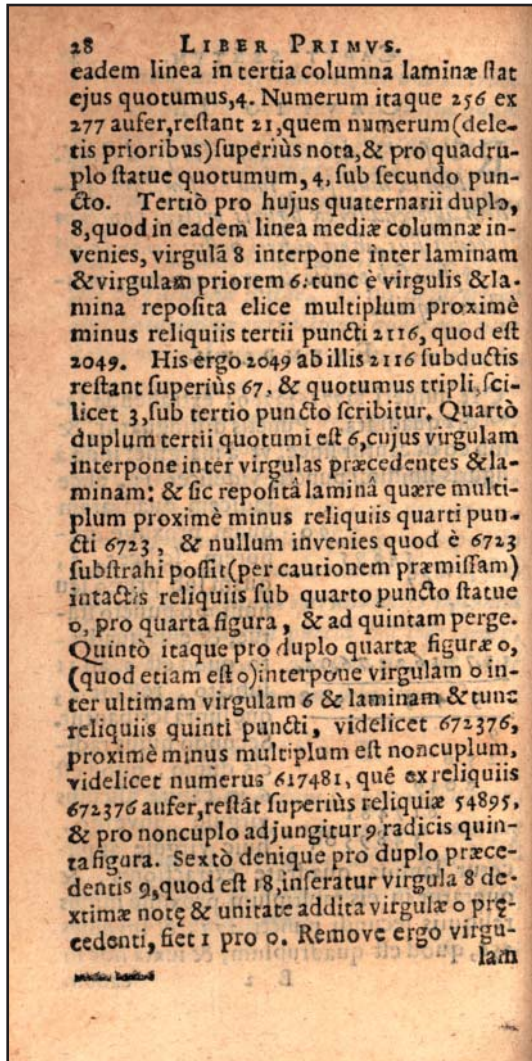 28 LIBER PRIMVS.
eadem linea in tertia columna laminæ ſtat
ejus quotumus,4. Numerum itaque 256 ex
277 aufer,reſtant 21,quem numerum(dele-
tis prioribus)ſuperiùs nota,& pro quadru-
plo ſtatue quotumum, 4, ſub ſecundo pun-
cto. Tertiò pro hujus quaternarii duplo,
8,quod in eadem linea mediæ columnæ in-
venies, virgulã 8 interpone inter laminam
&virgulam priorem 6:tunc è virgulis &la-
mina repoſita elice multiplum proximè
minus reliquiis tertii puncti 2116, quod eſt
2049. His ergo 2049 ab illis 2116 ſubductis
reſtant ſuperiùs 67, & quotumus tripli,ſci-
licet 3,ſub tertio puncto ſcribitur. Quartò
duplum tertii quotumi eſt 6,cujus virgulam
interpone inter virgulas præcedentes &la-
minam: & ſic repoſitâ laminâ quære multi-
plum proximè minus reliquiis quarti pun-
cti 6723, & nullum invenies quod è 6723
ſubſtrahi poſſit(per cautionem præmiſſam)
intactis reliquiis ſub quarto puncto ſtatue
0, pro quarta figura, & ad quintam perge.
Quintò itaque pro duplo quartæ figuræ 0,
(quod etiam eſt 0)interpone virgulam 0 in-
ter ultimam virgulam 6 & laminam & tunc
reliquiis quinti puncti, videlicet 672376,
proximè minus multiplum eſt noncuplum,
videlicet numerus 617481, quẽ ex reliquiis
672376 aufer,reſtãt ſuperiùs reliquiæ 54895,
& pro noncuplo adjungitur 9 radicis quin-
ta figura. Sextò denique pro duplo præce-
dentis 9,quod eſt 18,inſeratur virgula 8 de-
xtimæ notę & unitate addita virgulæ 0 prę-
cedenti, fiet 1 pro 0. Remove ergo virgu-
lam